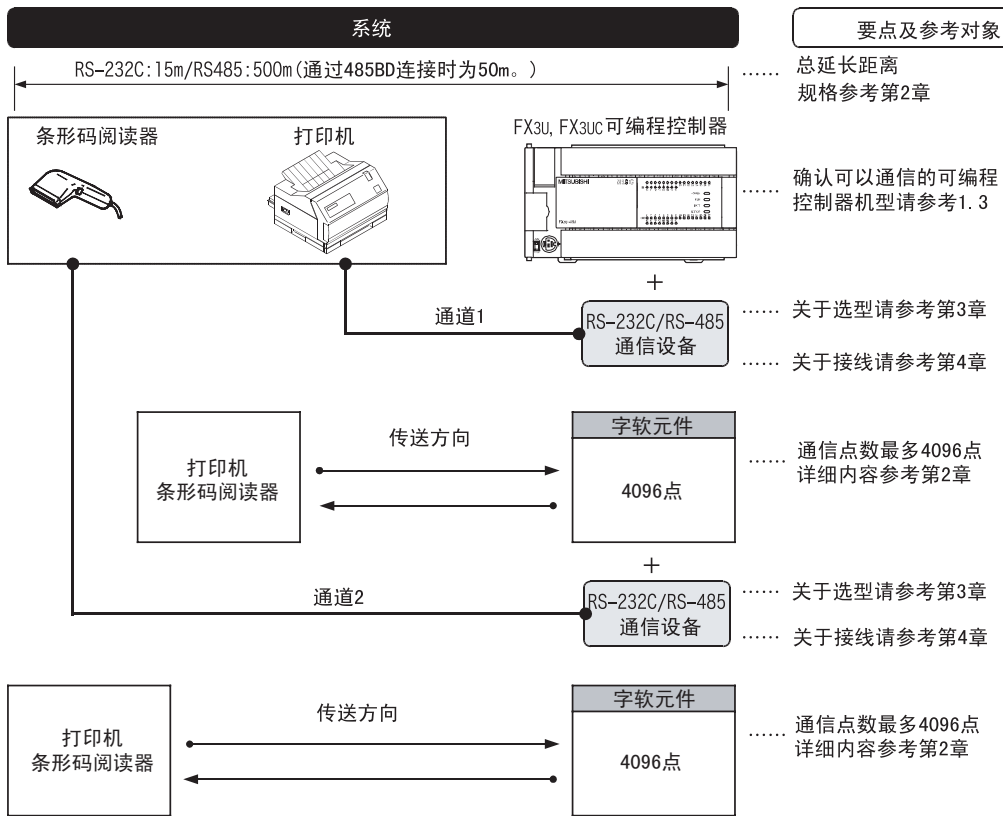 系统
要点及参考对象
RS-232C:15m/RS485:500m(通过485BD连接时为50m。)
…… 总延长距离
规格参考第2章
条形码阅读器
打印机
FX3U, FX3UC可编程控制器
MITSUBISHI
…… 确认可以通信的可编程
控制器机型请参考1.3
+
通道1
RS-232C/RS-485
通信设备
…… 关于选型请参考第3章
…… 关于接线请参考第4章
打印机
条形码阅读器
传送方向
字软元件
4096点
…… 通信点数最多4096点
详细内容参考第2章
+
通道2
RS-232C/RS-485
通信设备
…… 关于选型请参考第3章
…… 关于接线请参考第4章
打印机
条形码阅读器
传送方向
字软元件
4096点
…… 通信点数最多4096点
详细内容参考第2章